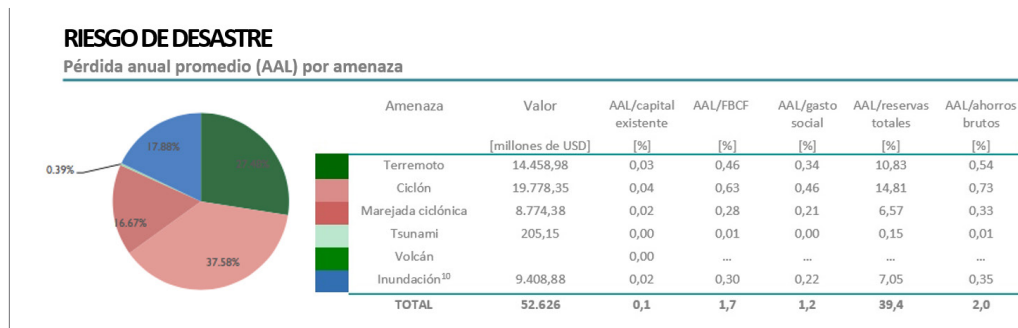 RIESGO DE DESASTRE
Pérdida anual promedio (AAL) por amenaza
17.88%
0.39%
16.67%
37.58%
Amenaza Valor AAL/capital existente AAL/FBCF AAL/gasto social AAL/reservas totales AAL/ahorros brutos
[millones de USD] [%] [%] [%] [%] [%]
Terremoto 14.458,98 0,03 0,46 0,34 10,83 0,54
Ciclón 19.778,35 0,04 0,63 0,46 14,81 0,73
Marejada ciclónica 8.774,38 0,02 0,28 0,21 6,57 0,33
Tsunami 205,15 0,00 0,01 0,00 0,15 0,01
Volcán 0,00 ... ... ... ...
Inundación¹⁰ 9.408,88 0,02 0,30 0,22 7,05 0,35
TOTAL 52.626 0,1 1,7 1,2 39,4 2,0